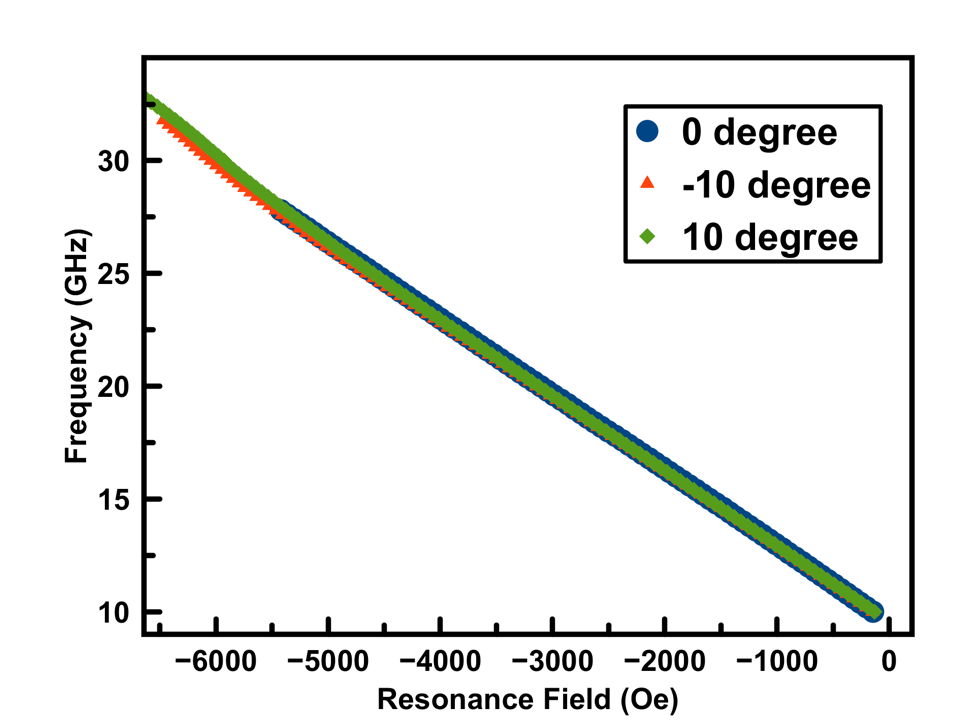 0 degree
-10 degree
10 degree
30
25
20
15
10
Frequency (GHz)
−6000 −5000 −4000 −3000 −2000 −1000 0
Resonance Field (Oe)